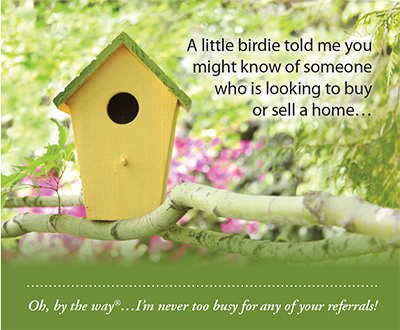 A little birdie told me you
might know of someone
who is looking to buy
or sell a home…
Oh, by the way®…I'm never too busy for any of your referrals!